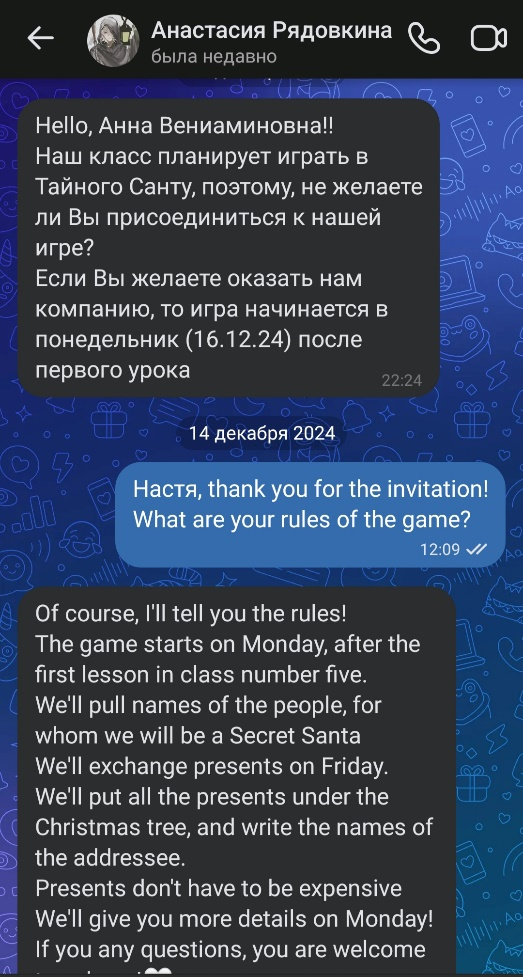 Анастасия Рядовкина
была недавно
Hello, Анна Вениаминовна!!
Наш класс планирует играть в
Тайного Санту, поэтому, не желаете
ли Вы присоединиться к нашей
игре?
Если Вы желаете оказать нам
компанию, то игра начинается в
понедельник (16.12.24) после
первого урока
22:24
14 декабря 2024
Настя, thank you for the invitation!
What are your rules of the game?
12:09
Of course, I'll tell you the rules!
The game starts on Monday, after the
first lesson in class number five.
We'll pull names of the people, for
whom we will be a Secret Santa
We'll exchange presents on Friday.
We'll put all the presents under the
Christmas tree, and write the names of
the addressee.
Presents don't have to be expensive
We'll give you more details on Monday!
If you any questions, you are welcome